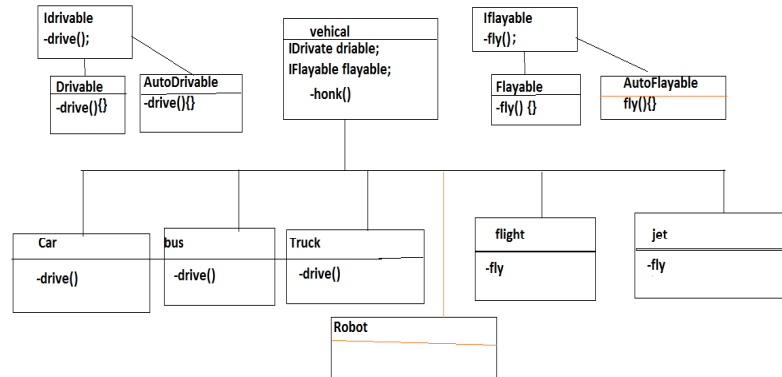 Idrivable
-drive();
Drivable
-drive(){}
AutoDrivable
-drive(){}
vehical
IDrivate driable;
IFlayable flayable;
-honk()
Iflayable
-fly();
Flayable
-fly() {}
AutoFlayable
fly(){}
Car
-drive()
bus
-drive()
Truck
-drive()
flight
-fly
jet
-fly
Robot